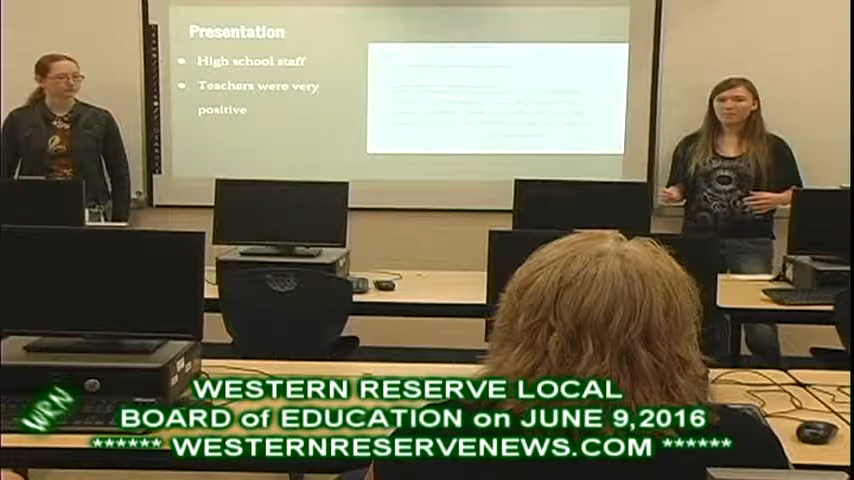 Presentation
● High school staff
● Teachers were very
positive
WRN
WESTERN RESERVE LOCAL
BOARD of EDUCATION on JUNE 9,2016
****** WESTERNRESERVENEWS.COM ******